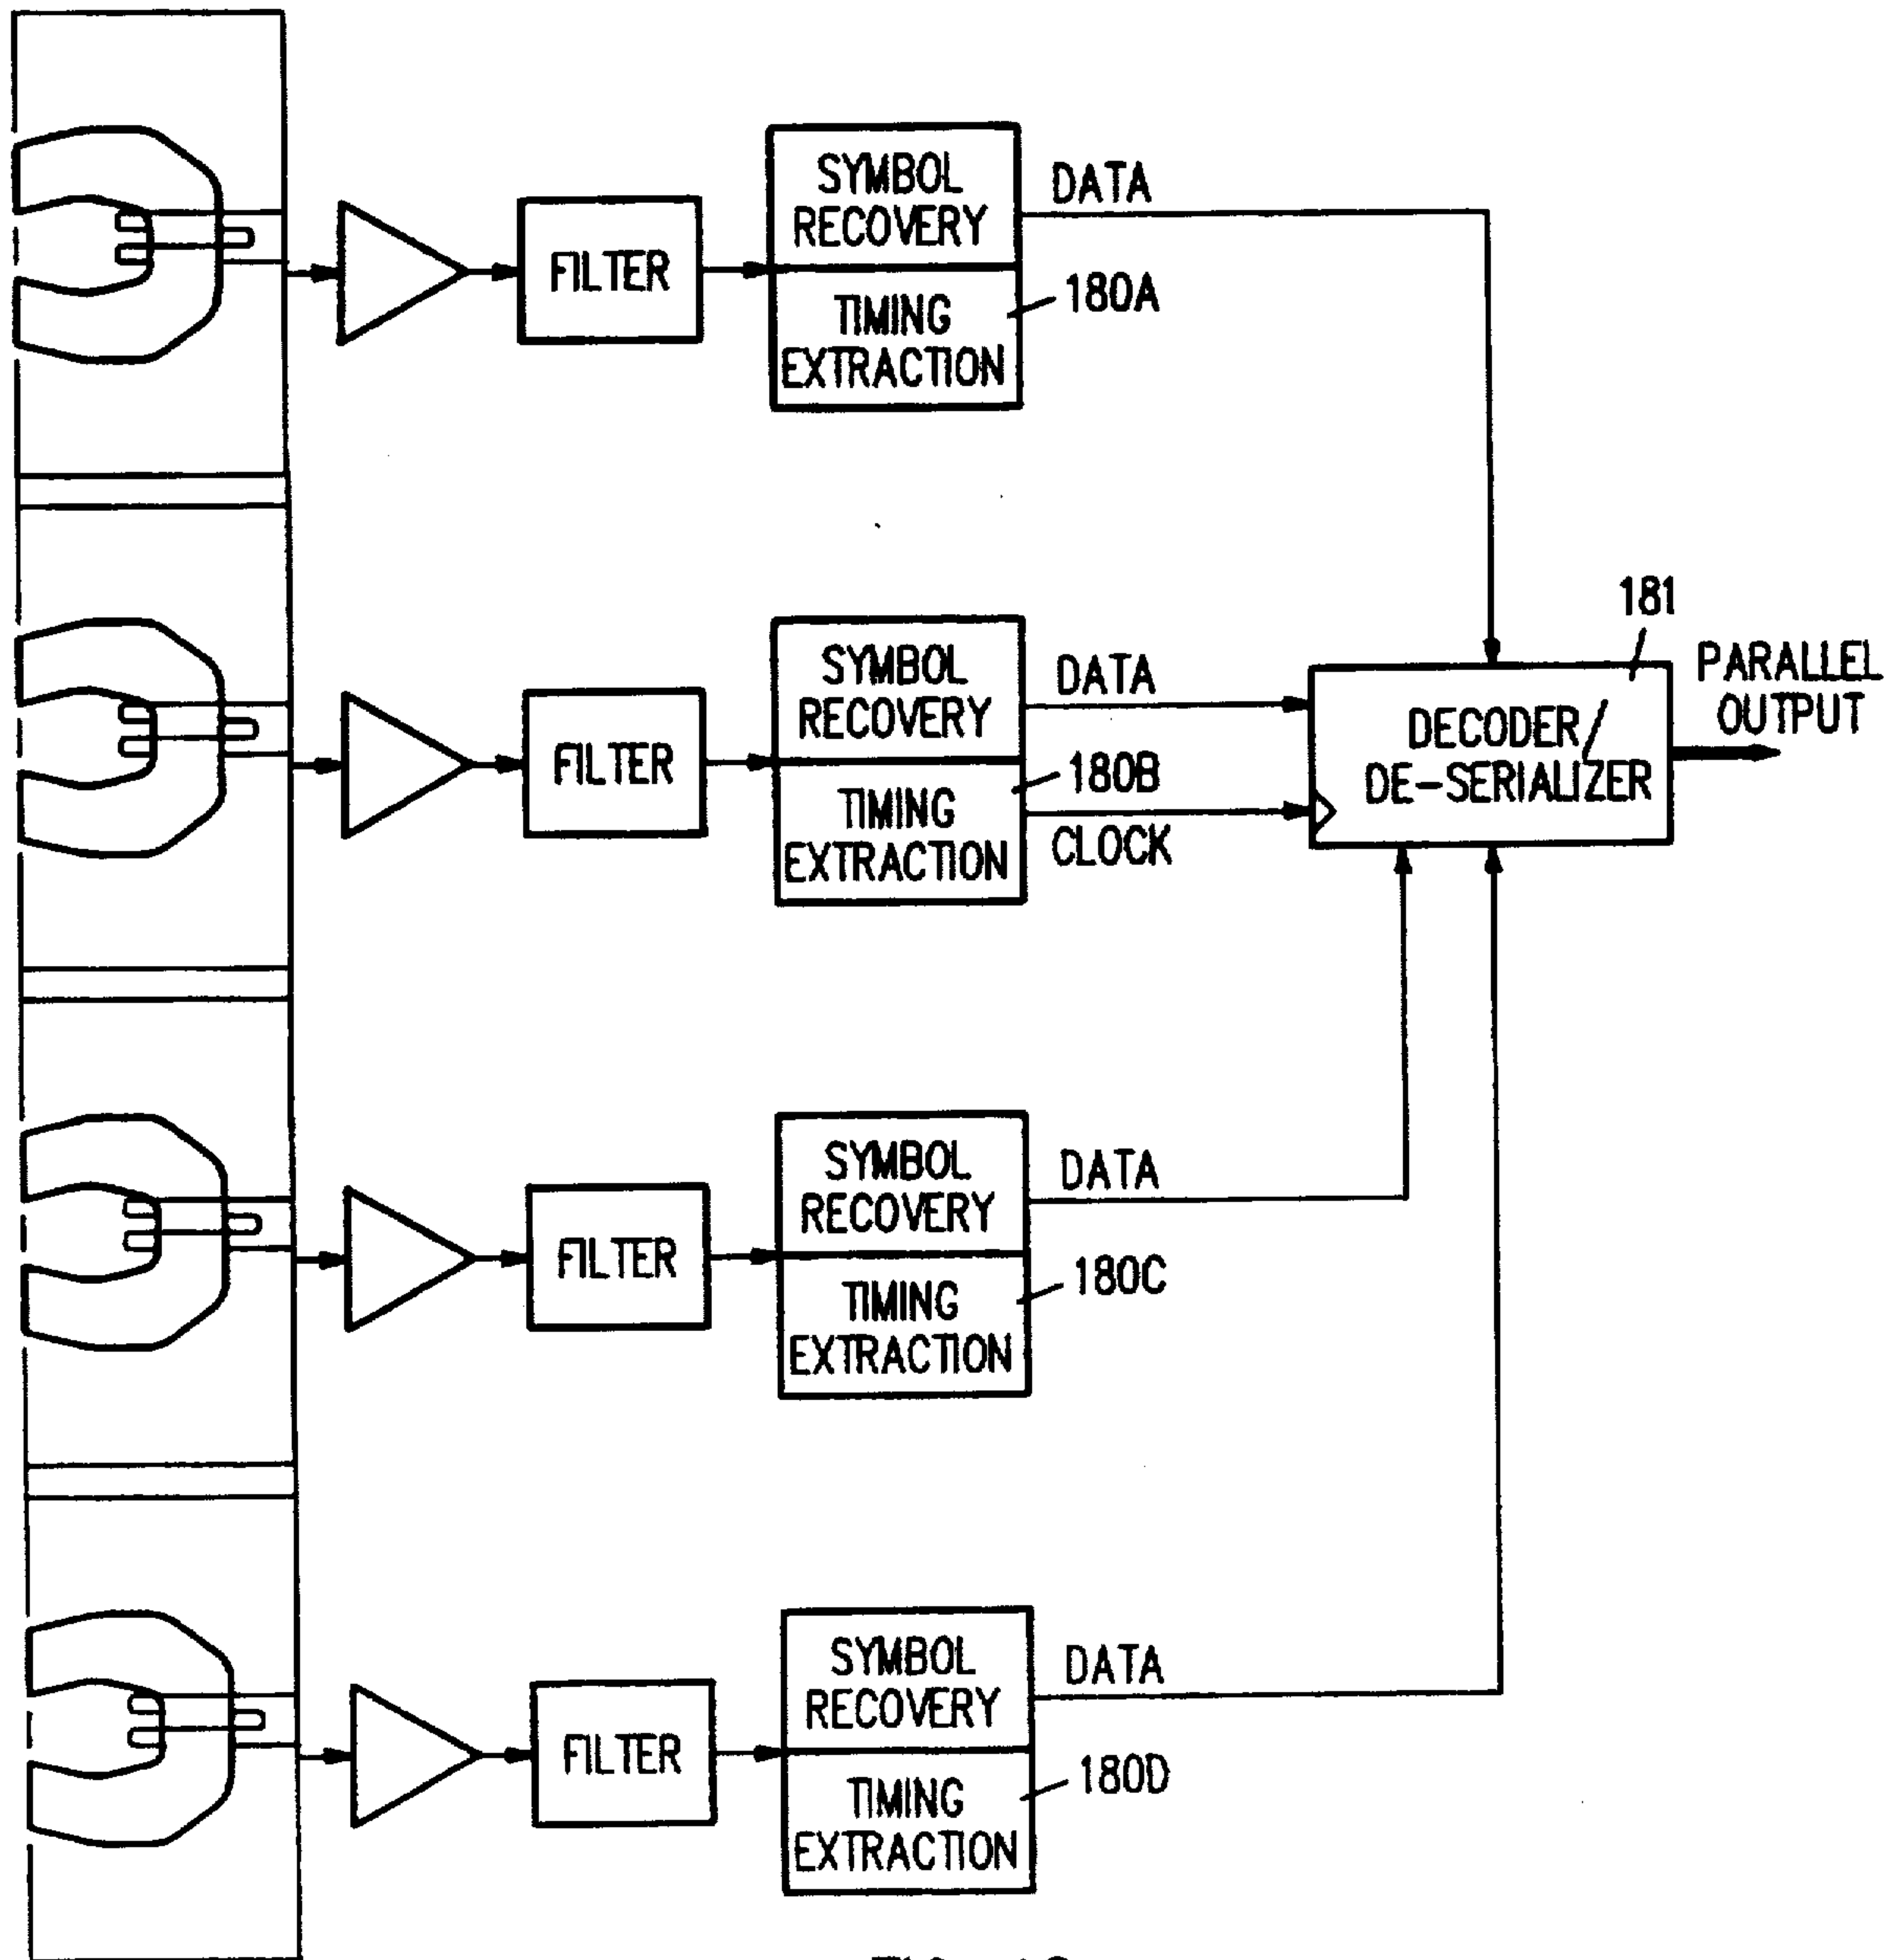 SYMBOL
RECOVERY
DATA
FILTER
180A
TIMING
EXTRACTION
181
PARALLEL
OUTPUT
SYMBOL
RECOVERY
DATA
DECODER/
DE-SERIALIZER
FILTER
180B
TIMING
EXTRACTION
CLOCK
SYMBOL
RECOVERY
DATA
FILTER
180C
TIMING
EXTRACTION
SYMBOL
RECOVERY
DATA
FILTER
180D
TIMING
EXTRACTION